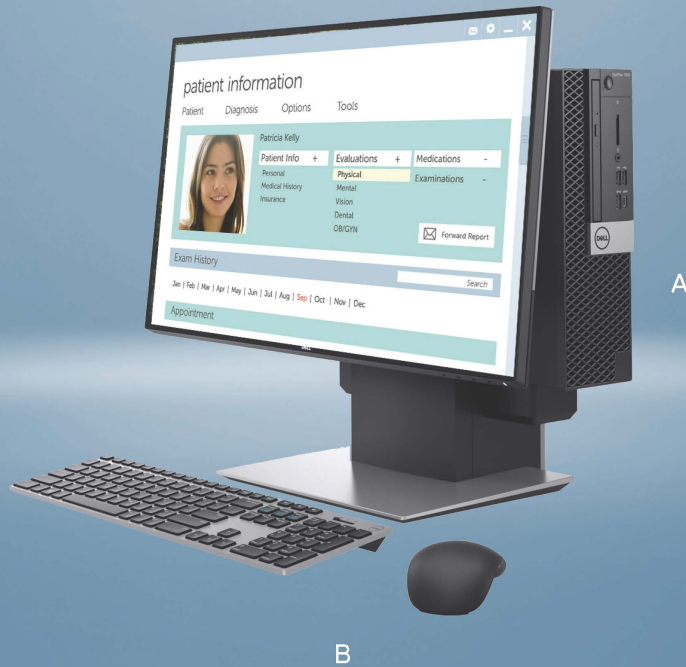 patient information
Patient Diagnosis Options Tools
Patricia Kelly
Patient Info + Evaluations + Medications -
Personal Physical Examinations -
Medical History Mental
Insurance Vision
Dental
OB/GYN Forward Report
Exam History
Search
Jan | Feb | Mar | Apr | May | Jun | Jul | Aug | Sep | Oct | Nov | Dec
Appointment
DELL
DELL
A
B